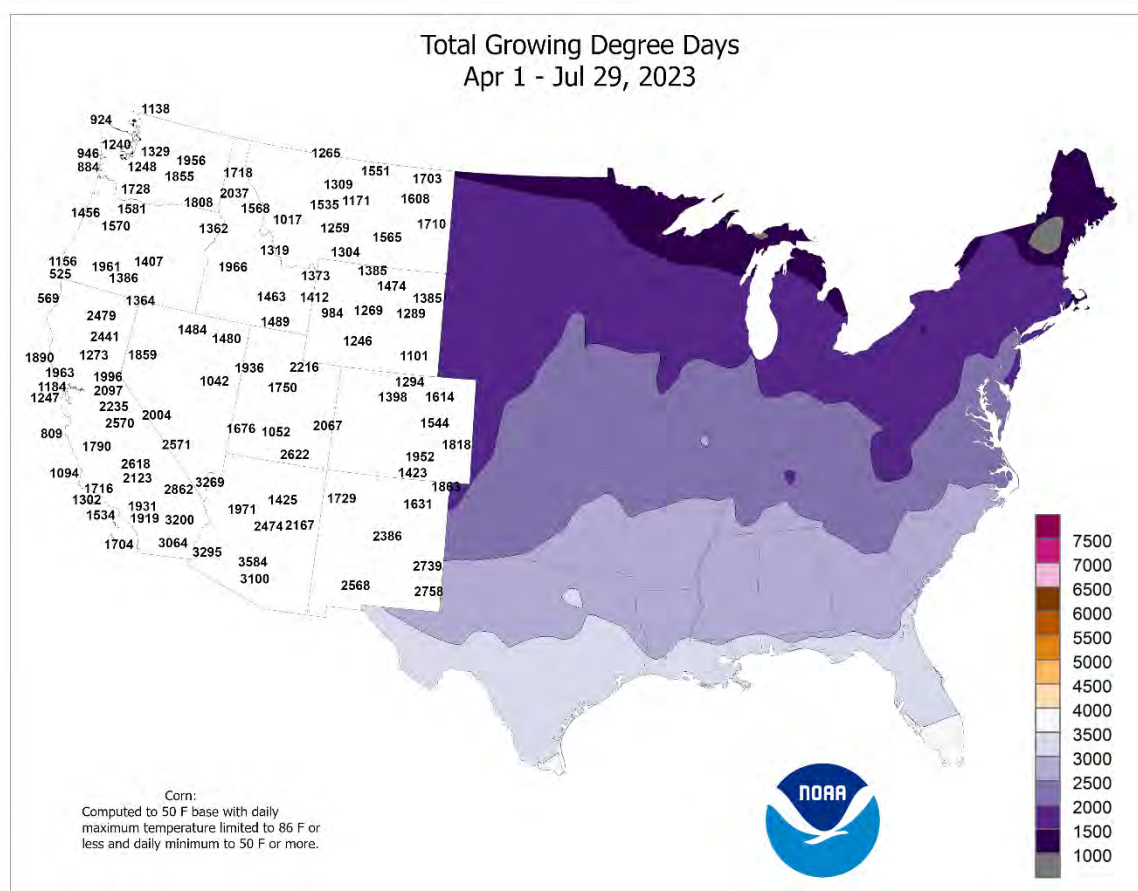 Total Growing Degree Days
Apr 1 - Jul 29, 2023
1138
924
1240
946 1329 1956 1265
884 1248 1855 1718 1551 1703
1728 2037 1309
1808 1568 1535 1171 1608
1456 1581 1017
1570 1362 1259 1710
1565
1319 1304
1156 1961 1407 1966 1373 1385
525 1386 1474
569 1364 1463 1412 1385
2479 984 1269 1289
1484 1489
2441 1480 1246
1890 1273 1859 1101
1963 1996 1936 2216
1184 2097 1042 1750 1294
1247 2235 1398 1614
2570 2004
809 1676 1052 2067 1544
1790 2571 1818
2622 1952
1094 2618 1423
2123 3269
1716 2862 1863
1302 1425 1729
1534 1931 1971 1631
1919 3200 2474 2167
1704 3064 3295 2386
3584 2739
3100 2568 2758
7500
7000
6500
6000
5500
5000
4500
4000
3500
3000
2500
2000
1500
1000
NOAA
Corn:
Computed to 50 F base with daily
maximum temperature limited to 86 F or
less and daily minimum to 50 F or more.